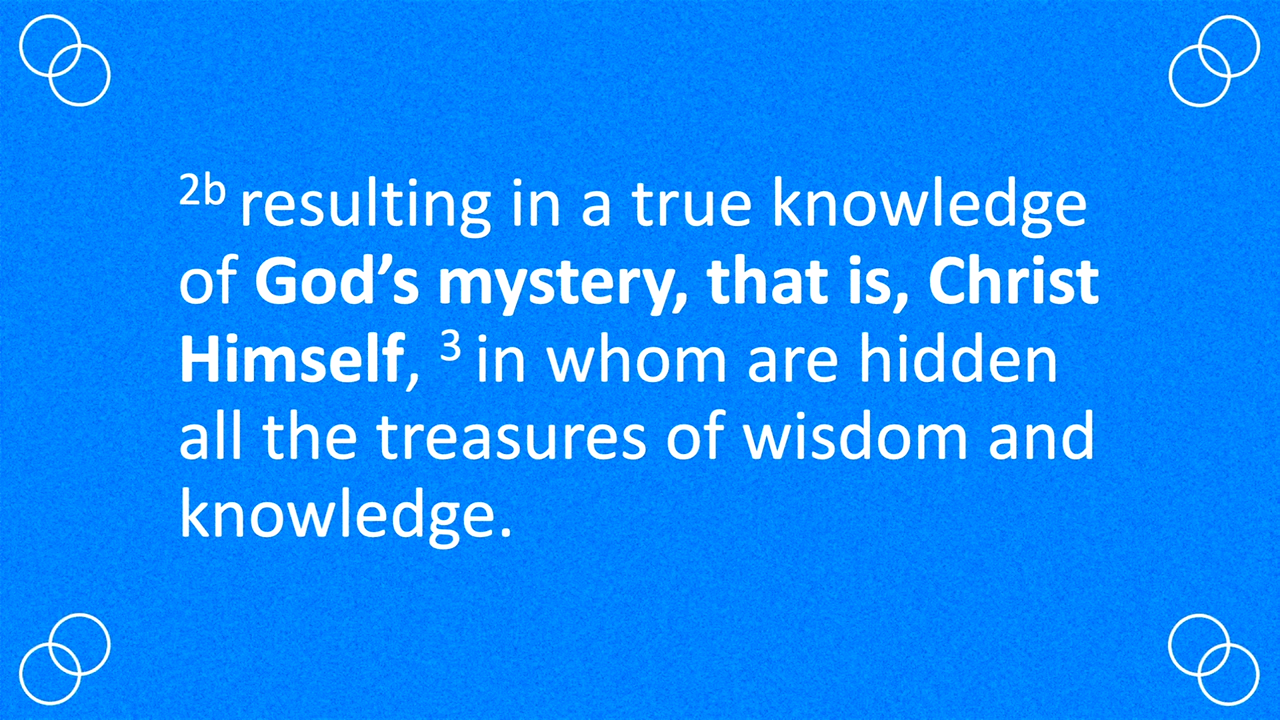 2b resulting in a true knowledge
of God’s mystery, that is, Christ
Himself, 3 in whom are hidden
all the treasures of wisdom and
knowledge.